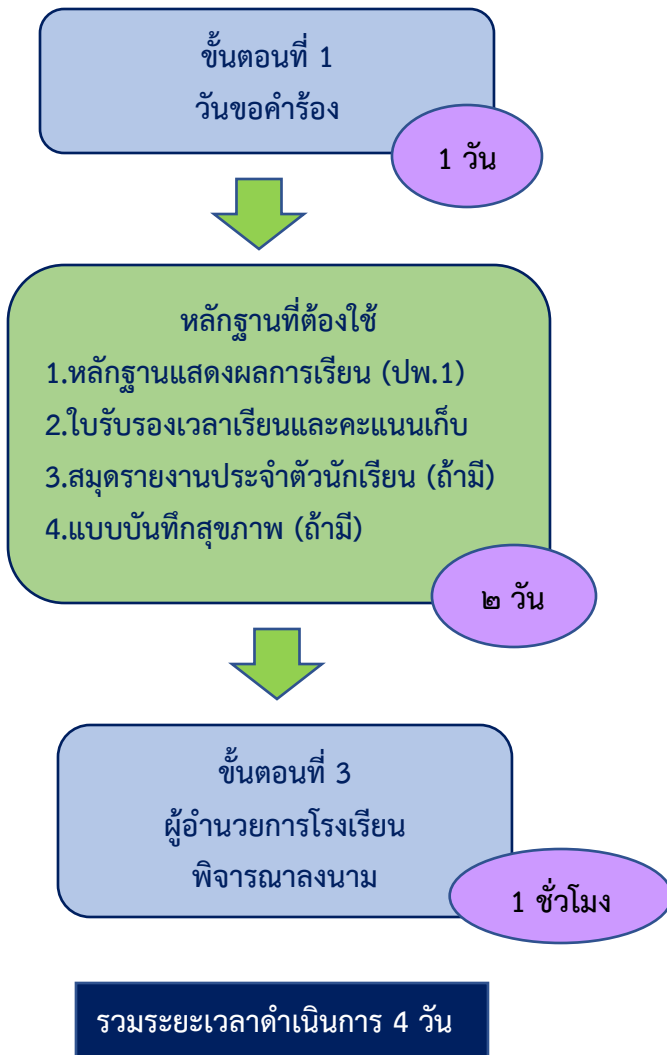 ขั้นตอนที่ 1
วันขอคำร้อง
1 วัน
หลักฐานที่ต้องใช้
1.หลักฐานแสดงผลการเรียน (ปพ.1)
2.ใบรับรองเวลาเรียนและคะแนนเก็บ
3.สมุดรายงานประจำตัวนักเรียน (ถ้ามี)
4.แบบบันทึกสุขภาพ (ถ้ามี)
๒ วัน
ขั้นตอนที่ 3
ผู้อำนวยการโรงเรียน
พิจารณาลงนาม
1 ชั่วโมง
รวมระยะเวลาดำเนินการ 4 วัน